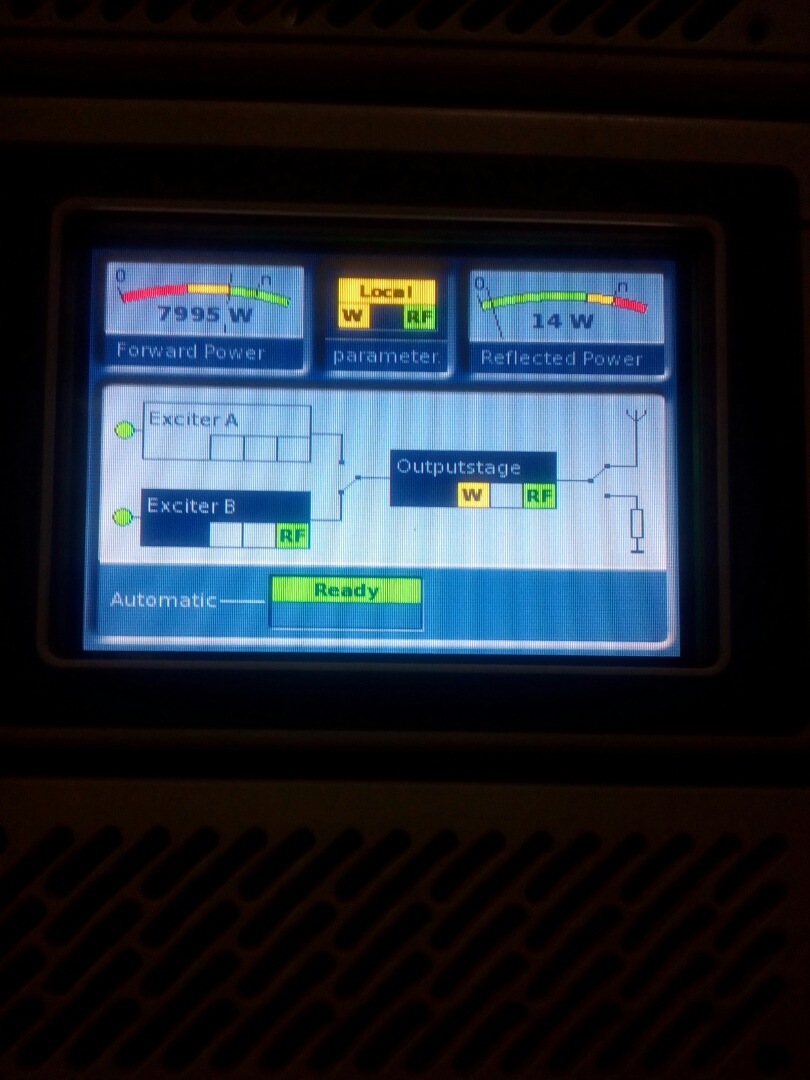 0 n
7995 W
Forward Power
Local
W RF
parameter.
0 n
14 W
Reflected Power
Exciter A
Exciter B
RF
Outputstage
W RF
Automatic
Ready